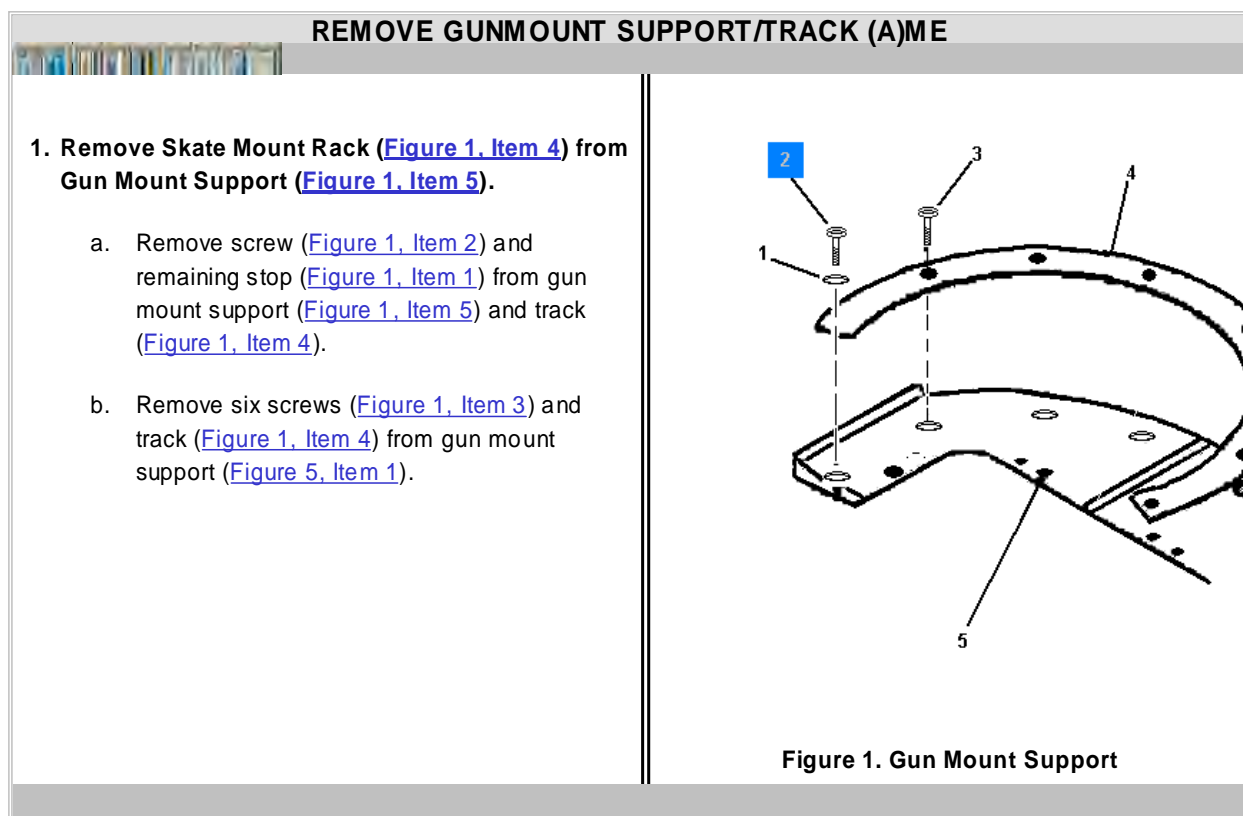 REMOVE GUNMOUNT SUPPORT/TRACK (A)ME
1. Remove Skate Mount Rack (Figure 1, Item 4) from
Gun Mount Support (Figure 1, Item 5).
a. Remove screw (Figure 1, Item 2) and
remaining stop (Figure 1, Item 1) from gun
mount support (Figure 1, Item 5) and track
(Figure 1, Item 4).
b. Remove six screws (Figure 1, Item 3) and
track (Figure 1, Item 4) from gun mount
support (Figure 5, Item 1).
2
3
4
1
5
Figure 1. Gun Mount Support